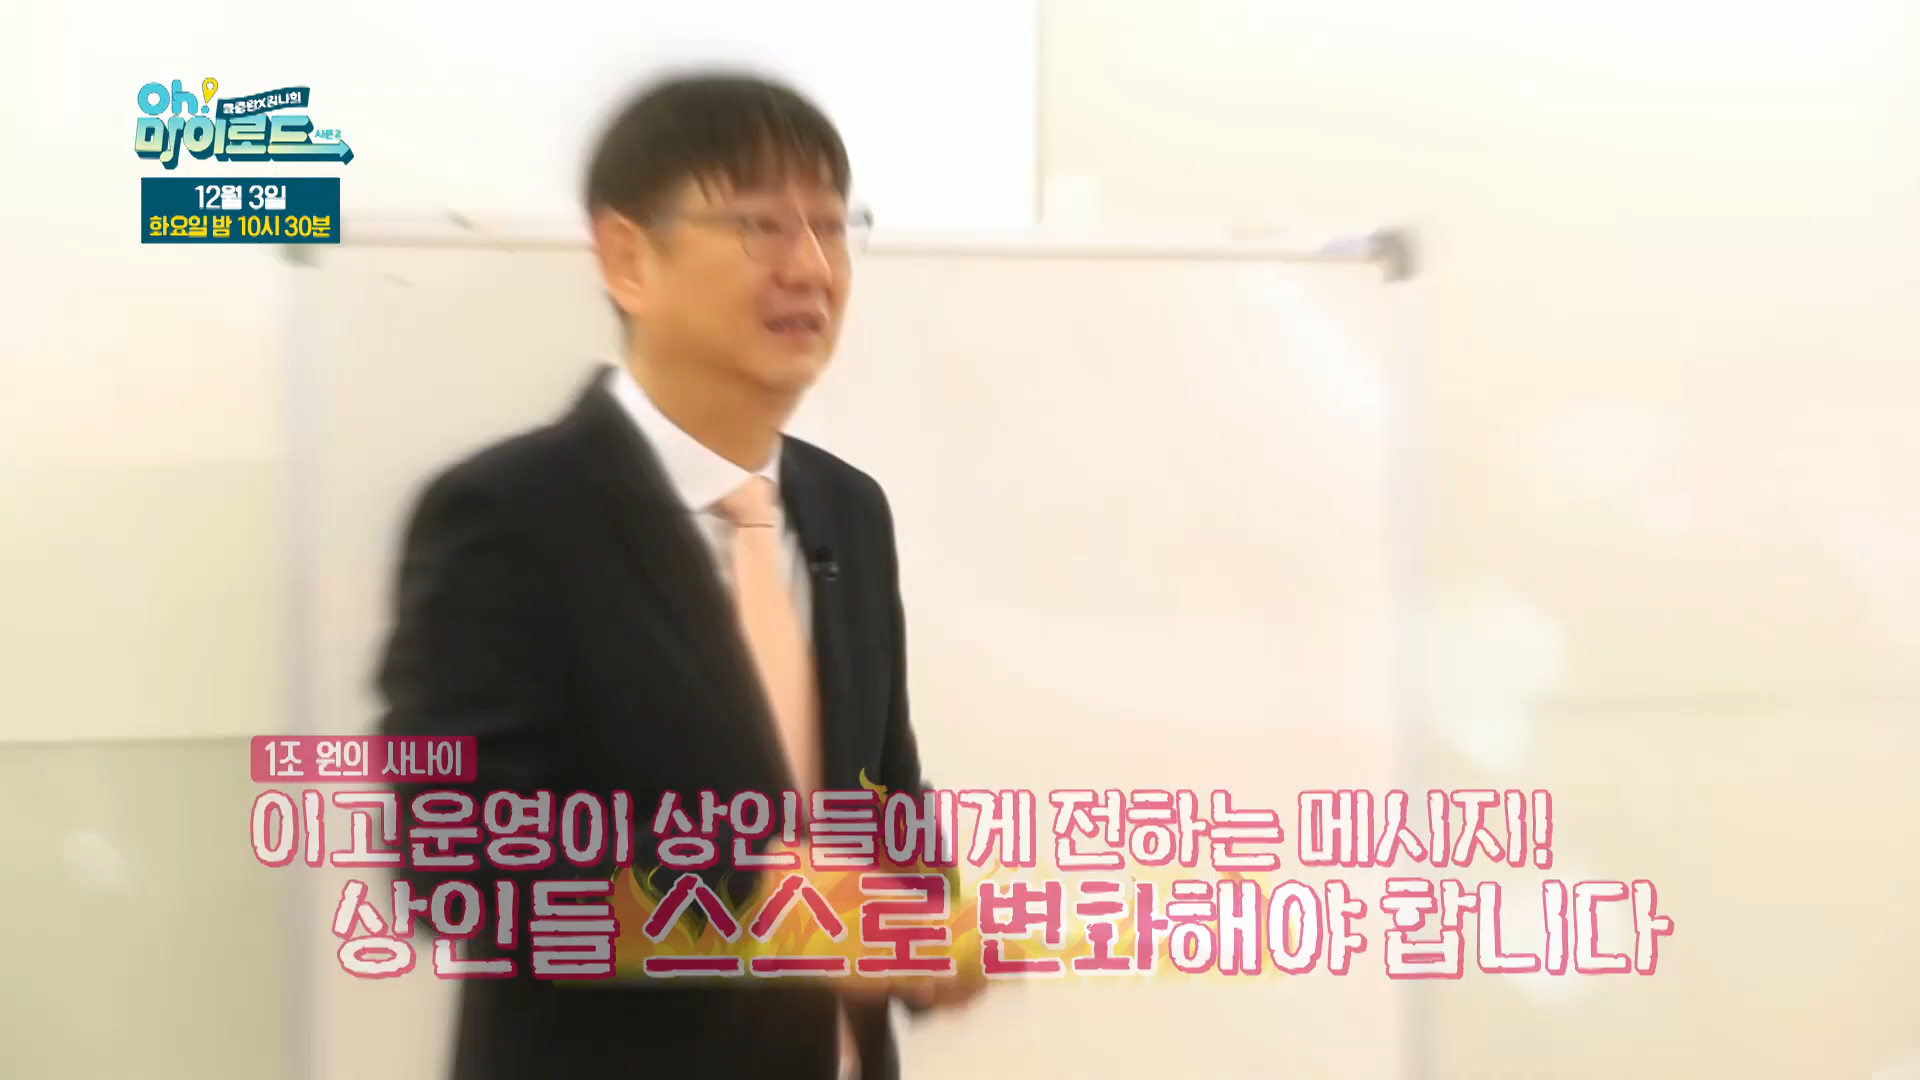 Oh!
마이로드 시즌2
12월 3일
화요일 밤 10시 30분
1조 원의 사나이
이고운영이 상인들에게 전하는 메시지!
상인들 스스로 변화해야 합니다